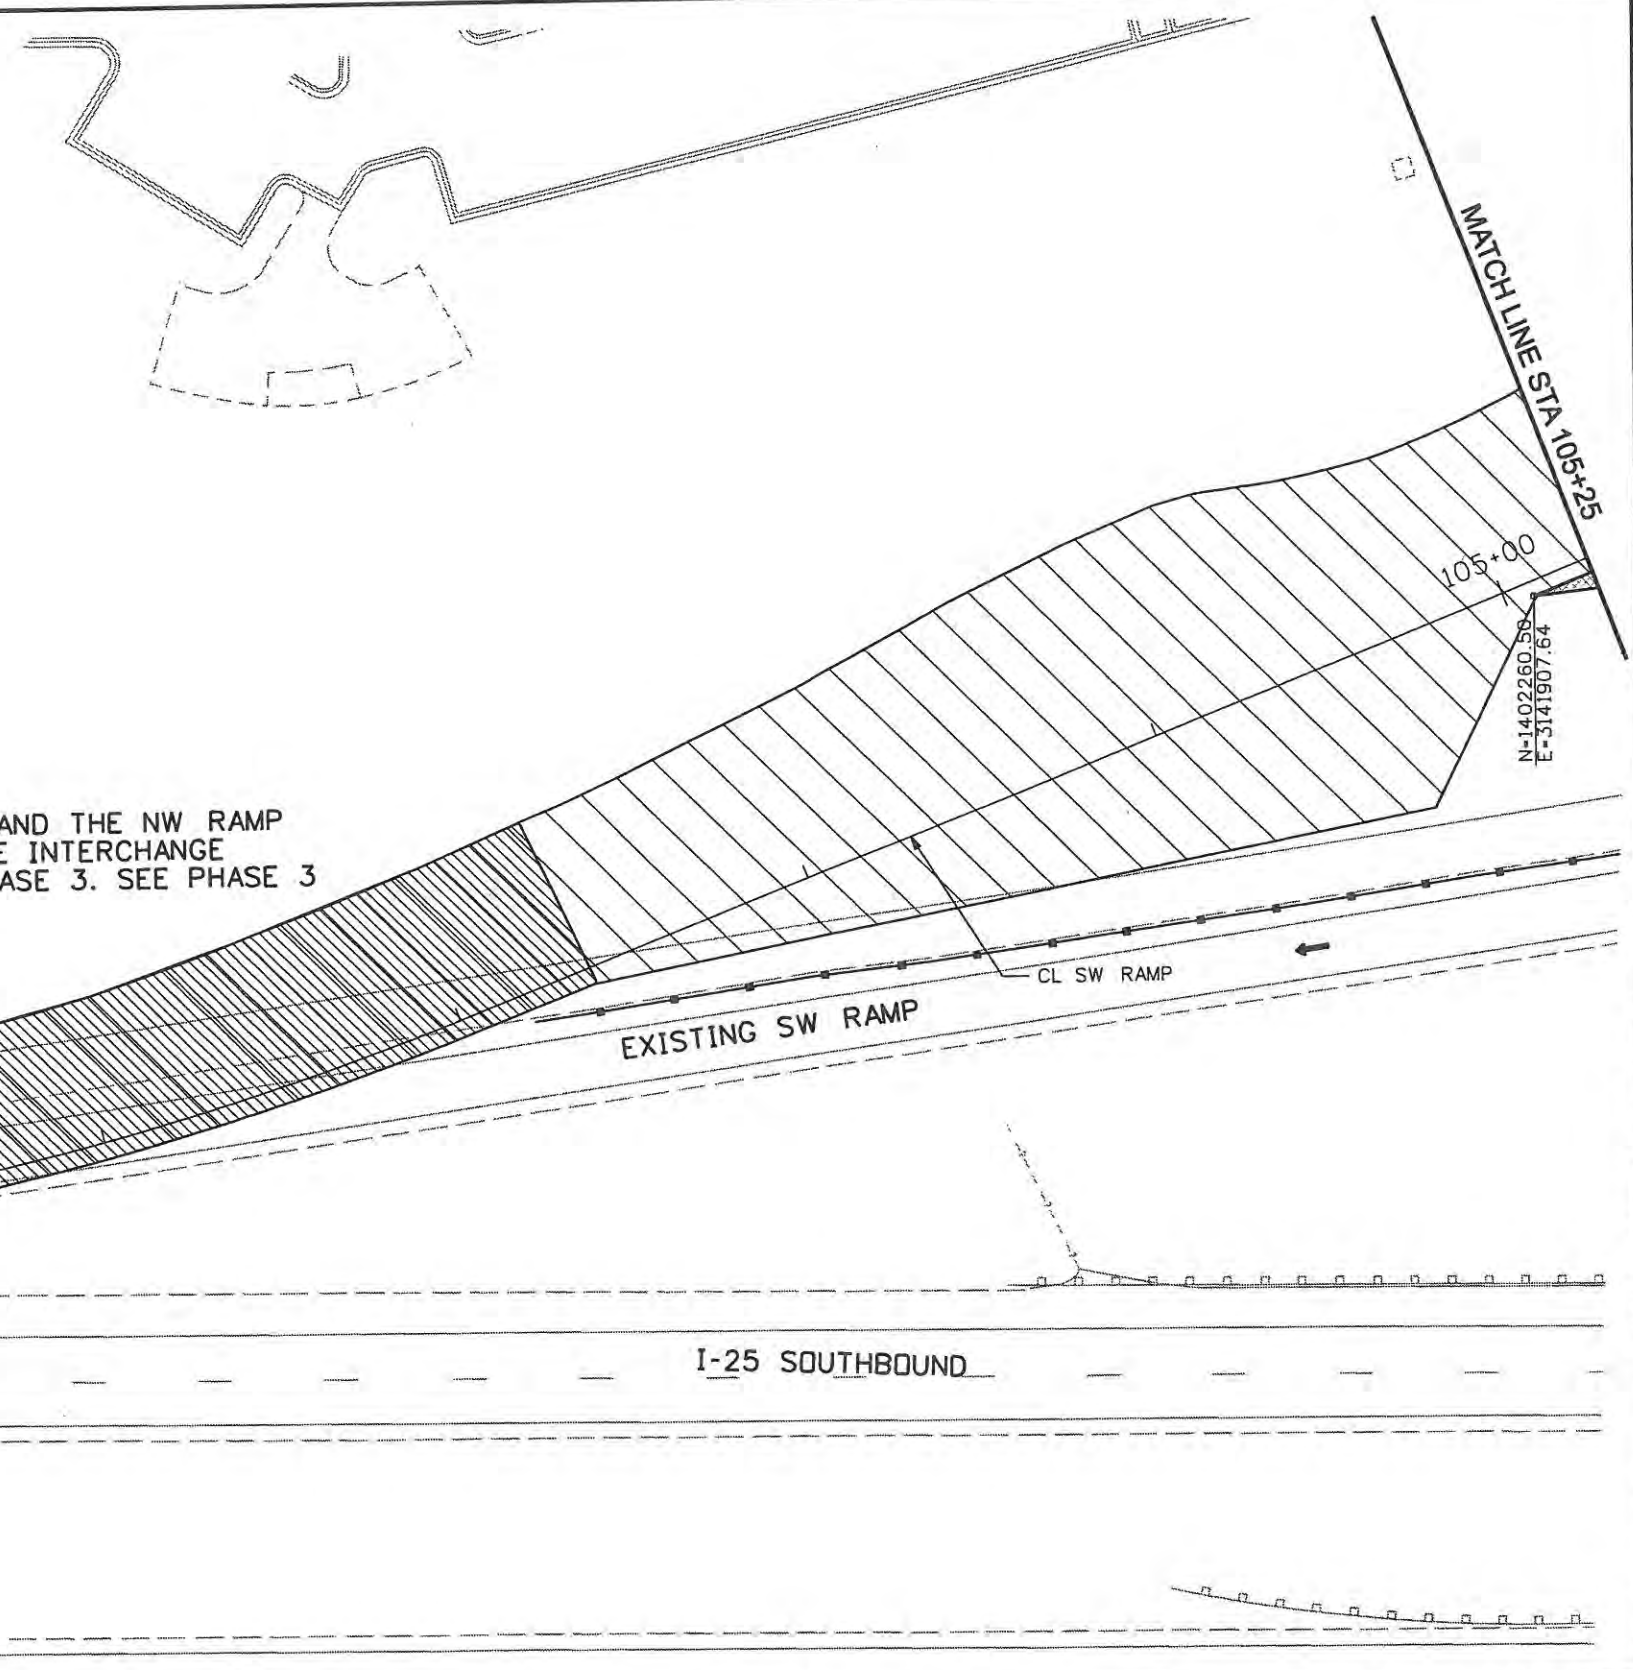 MATCH LINE STA 105+25
105+00
N=1402260.50
E=3141907.64
AND THE NW RAMP
E INTERCHANGE
ASE 3. SEE PHASE 3
CL SW RAMP
EXISTING SW RAMP
I-25 SOUTHBOUND